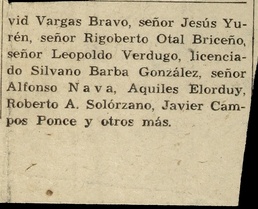 vid Vargas Bravo, señor Jesús Yu-
rén, señor Rigoberto Otal Briceño,
señor Leopoldo Verdugo, licencia-
do Silvano Barba González, señor
Alfonso Nava, Aquiles Elorduy,
Roberto A. Solórzano, Javier Cam-
pos Ponce y otros más.